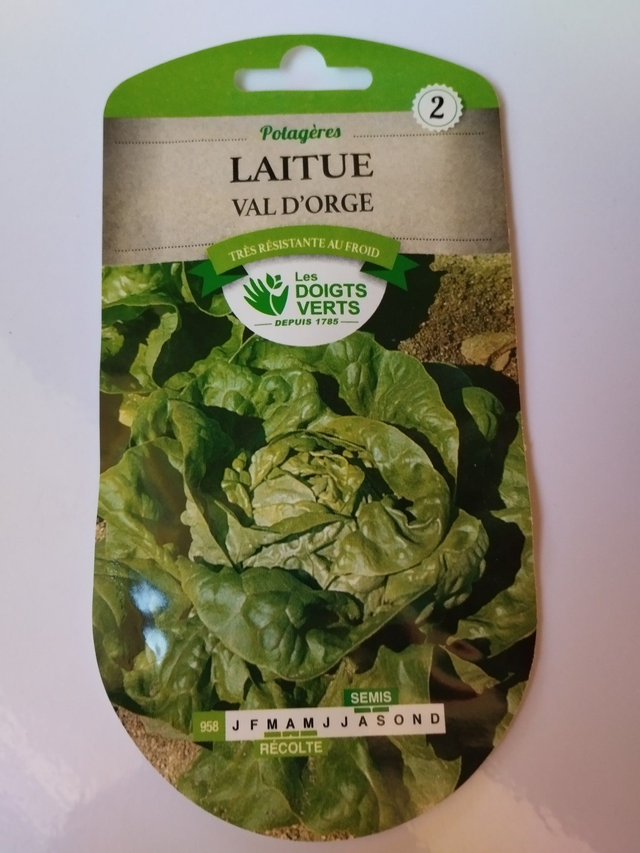 2
Potagères
LAITUE
VAL D'ORGE
TRÈS RÉSISTANTE AU FROID
Les
DOIGTS
VERTS
DEPUIS 1785
SEMIS
958 J F M A M J J A S O N D
RÉCOLTE